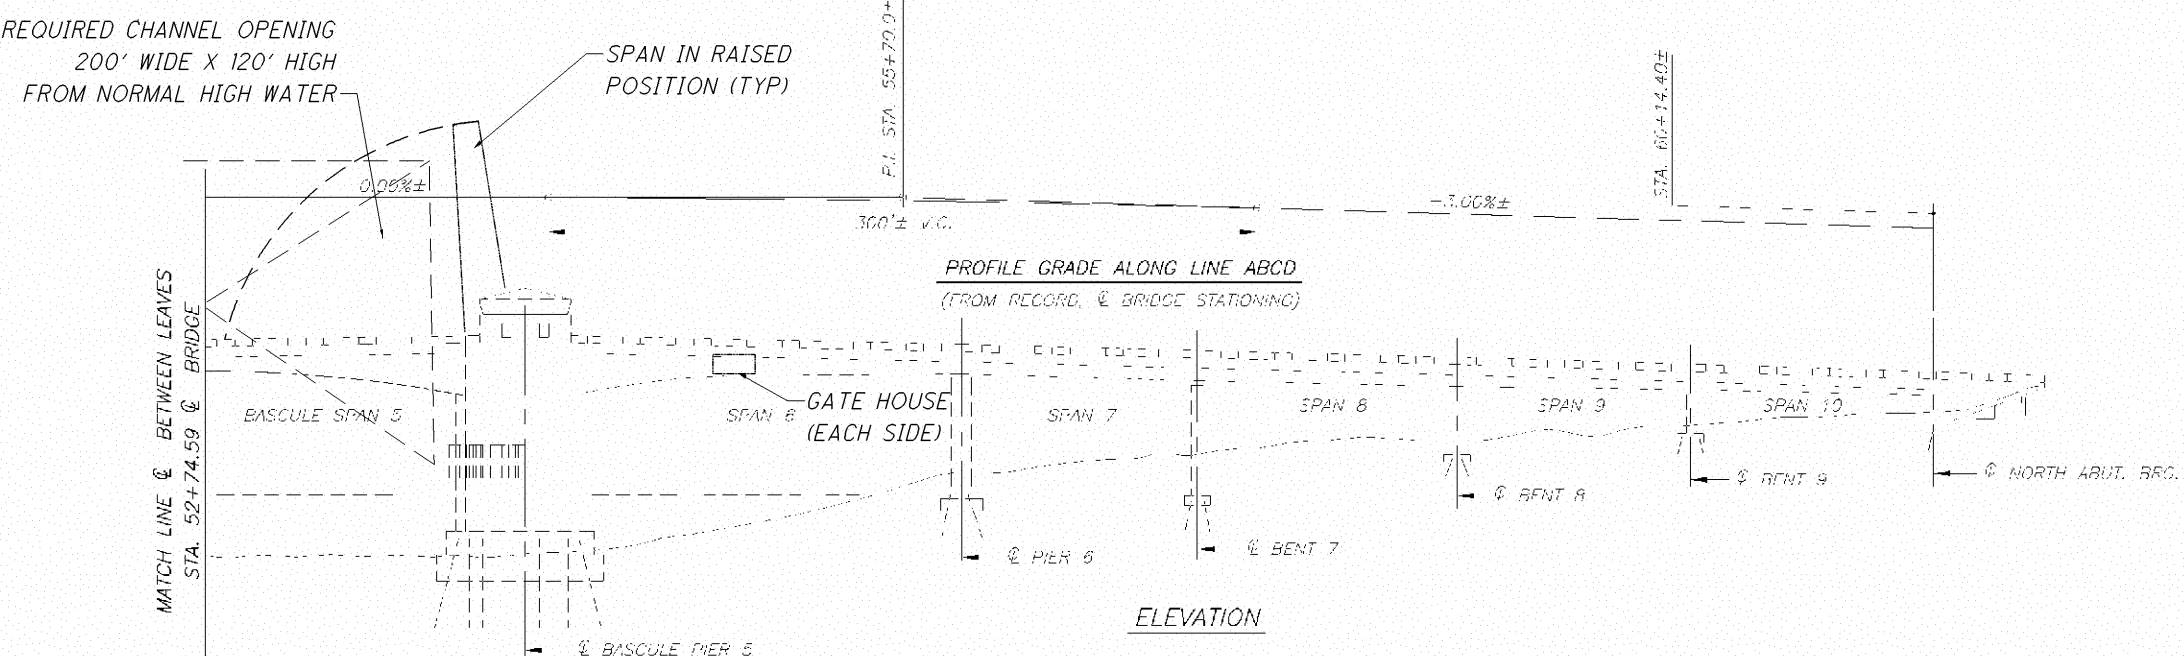 REQUIRED CHANNEL OPENING
200' WIDE X 120' HIGH
FROM NORMAL HIGH WATER
SPAN IN RAISED
POSITION (TYP)
P.I. STA. 55+70.0±
STA. 60+14.40±
0.05%±
-3.00%±
300'± V.C.
PROFILE GRADE ALONG LINE ABCD
(FROM RECORD, ℄ BRIDGE STATIONING)
MATCH LINE ℄ BETWEEN LEAVES
STA. 52+74.59 ℄ BRIDGE
BASCULE SPAN 5
SPAN 6
GATE HOUSE
(EACH SIDE)
SPAN 7
SPAN 8
SPAN 9
SPAN 10
℄ NORTH ABUT. BRG.
℄ BENT 9
℄ BENT 8
℄ BENT 7
℄ PIER 6
℄ BASCULE PIER 5
ELEVATION